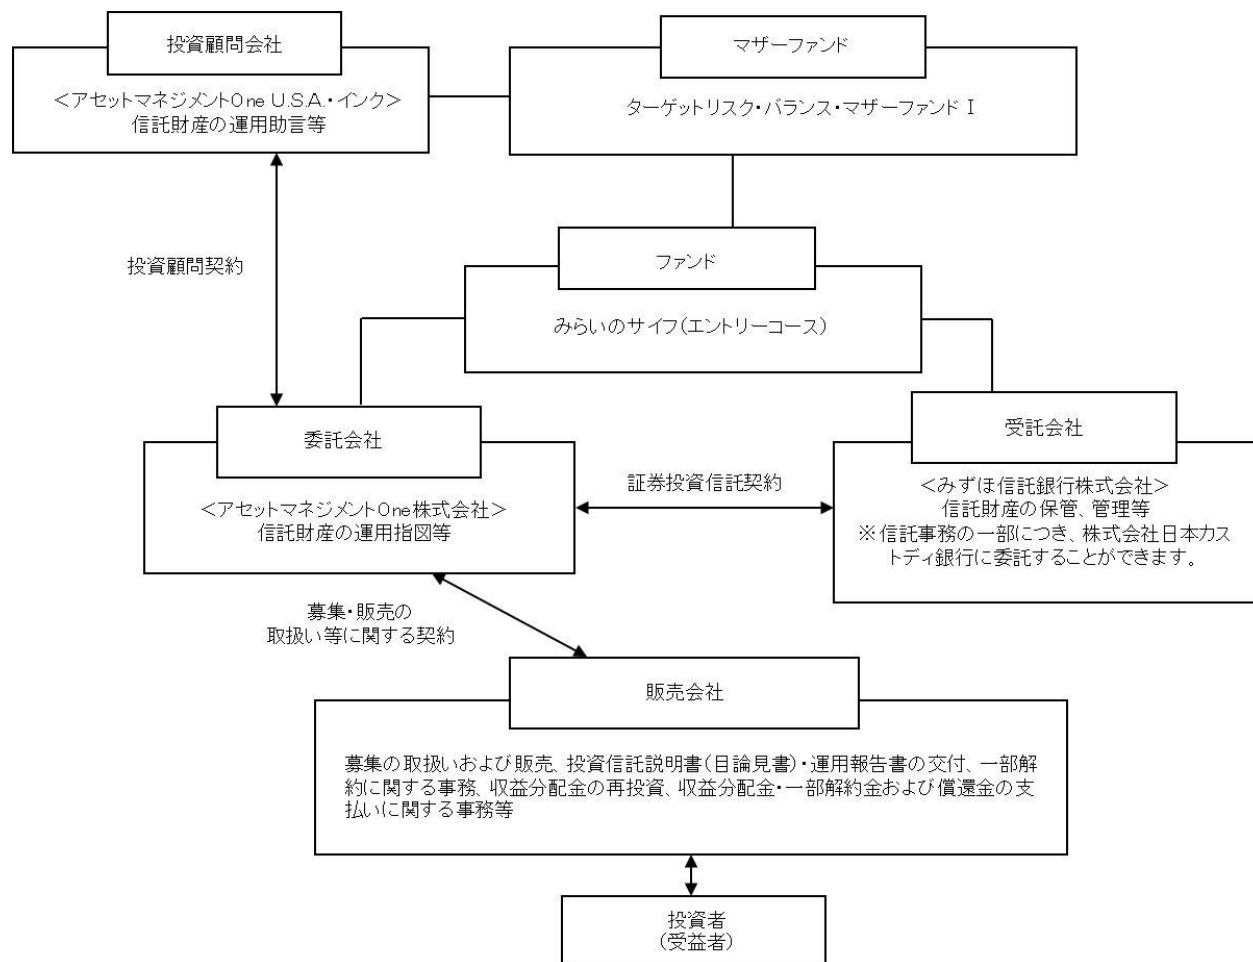 投資顧問会社
<アセットマネジメントOne U.S.A.・インク>
信託財産の運用助言等
マザーファンド
ターゲットリスク・バランス・マザーファンド Ⅰ
投資顧問契約
ファンド
みらいのサイフ(エントリーコース)
委託会社
<アセットマネジメントOne株式会社>
信託財産の運用指図等
証券投資信託契約
受託会社
<みずほ信託銀行株式会社>
信託財産の保管、管理等
※信託事務の一部につき、株式会社日本カス
トディ銀行に委託することができます。
募集・販売の
取扱い等に関する契約
販売会社
募集の取扱いおよび販売、投資信託説明書(目論見書)・運用報告書の交付、一部解
約に関する事務、収益分配金の再投資、収益分配金・一部解約金および償還金の支
払いに関する事務等
投資者
(受益者)